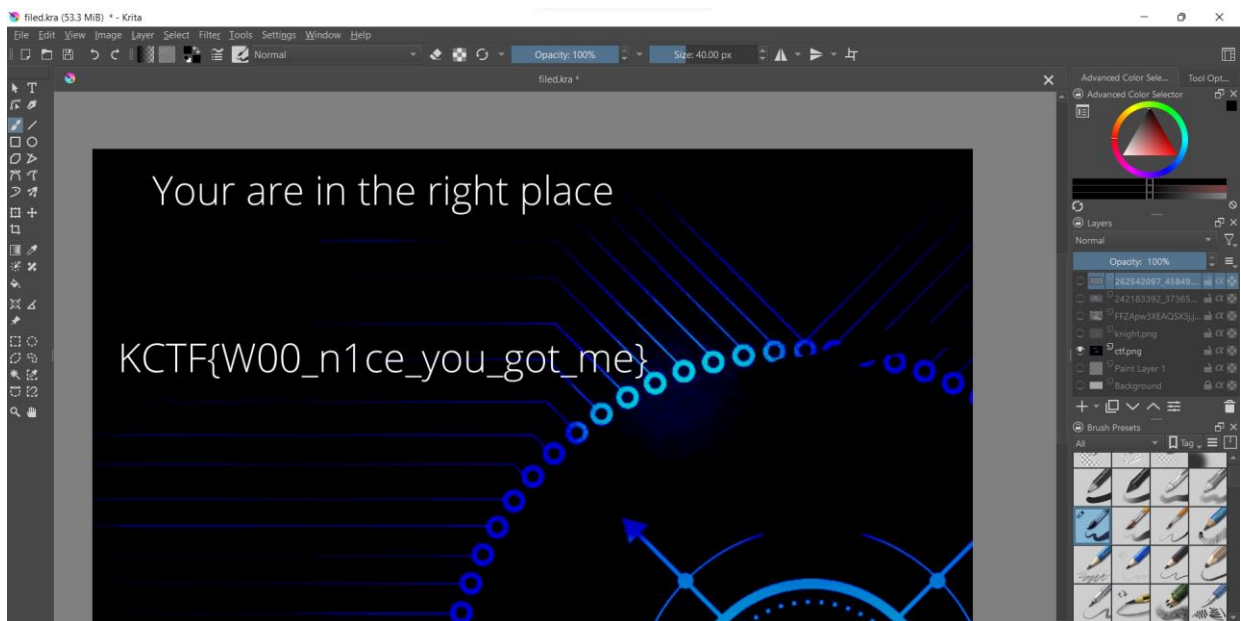 filed.kra (53.3 MiB) * - Krita
File Edit View Image Layer Select Filter Tools Settings Window Help
Normal
Opacity: 100%
Size: 40.00 px
filed.kra *
Advanced Color Sele...
Tool Opt...
Advanced Color Selector
Your are in the right place
KCTF{W00_n1ce_you_got_me}
Layers
Normal
Opacity: 100%
262542097_45849...
242183392_37365...
knight.png
ctf.png
Paint Layer 1
Background
Brush Presets
All
Tag